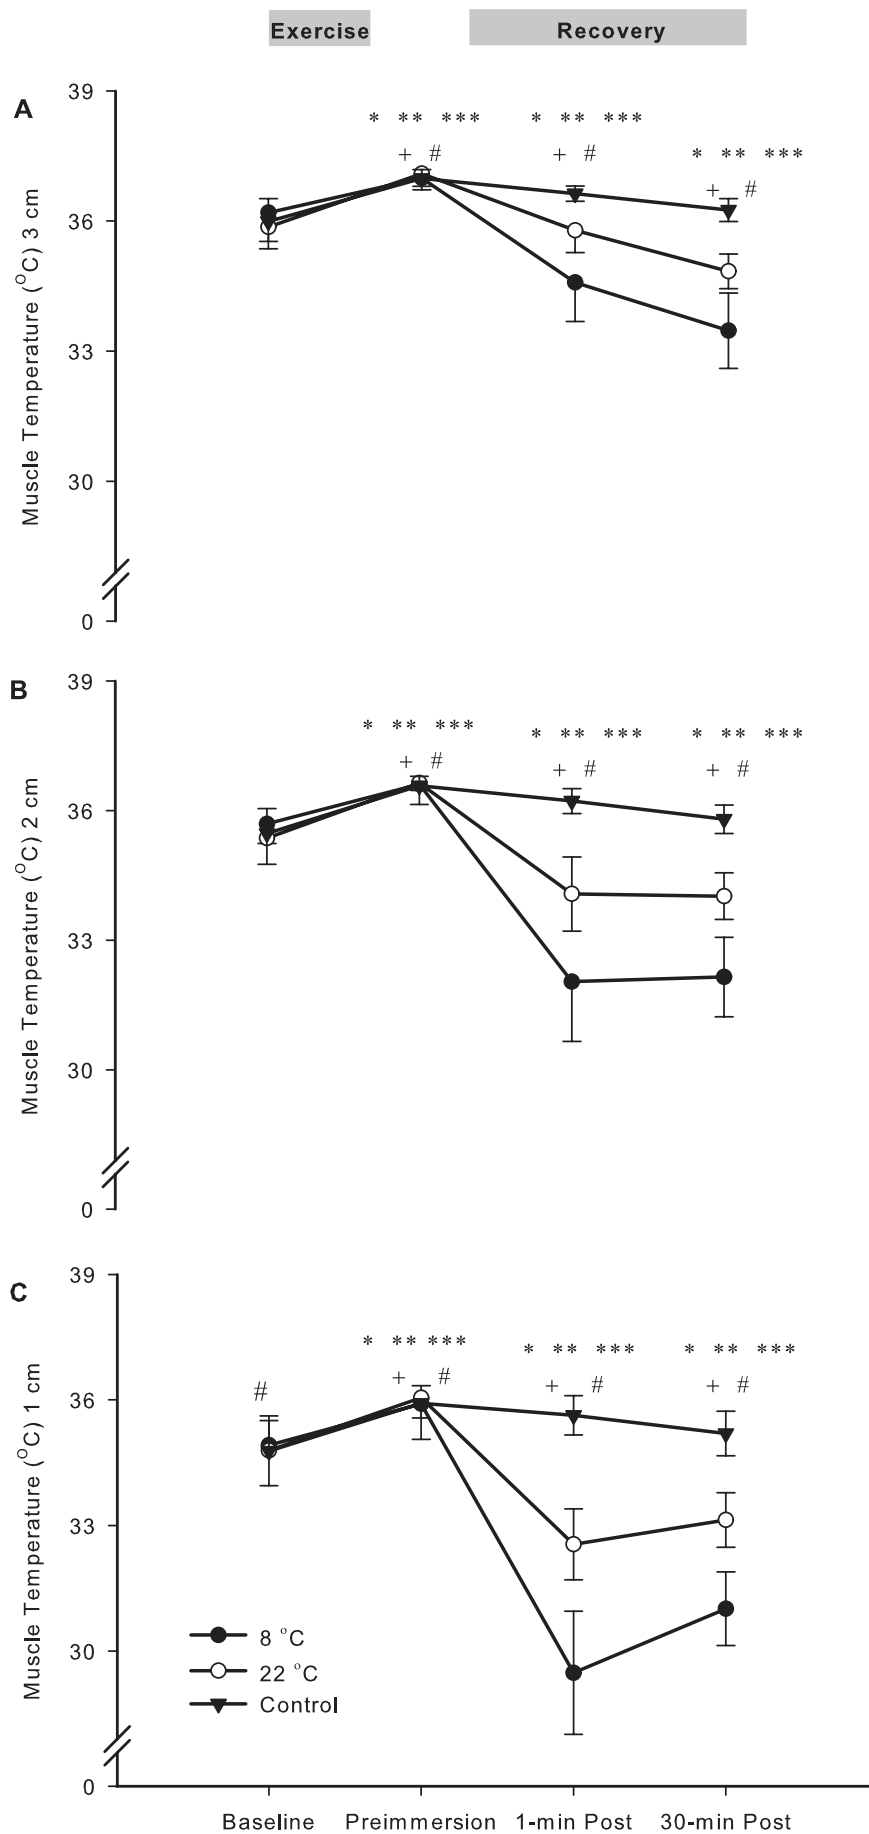 Exercise Recovery
A
39
* ** *** * ** ***
+ # + # * ** ***
+ #
36
33
30
0
Muscle Temperature (°C) 3 cm
B
39
* ** *** * ** *** * ** ***
+ # + # + #
36
33
30
0
Muscle Temperature (°C) 2 cm
C
39
* ** *** * ** *** * ** ***
# + # + # + #
36
33
30
0
Muscle Temperature (°C) 1 cm
8 °C
22 °C
Control
Baseline Preimmersion 1-min Post 30-min Post